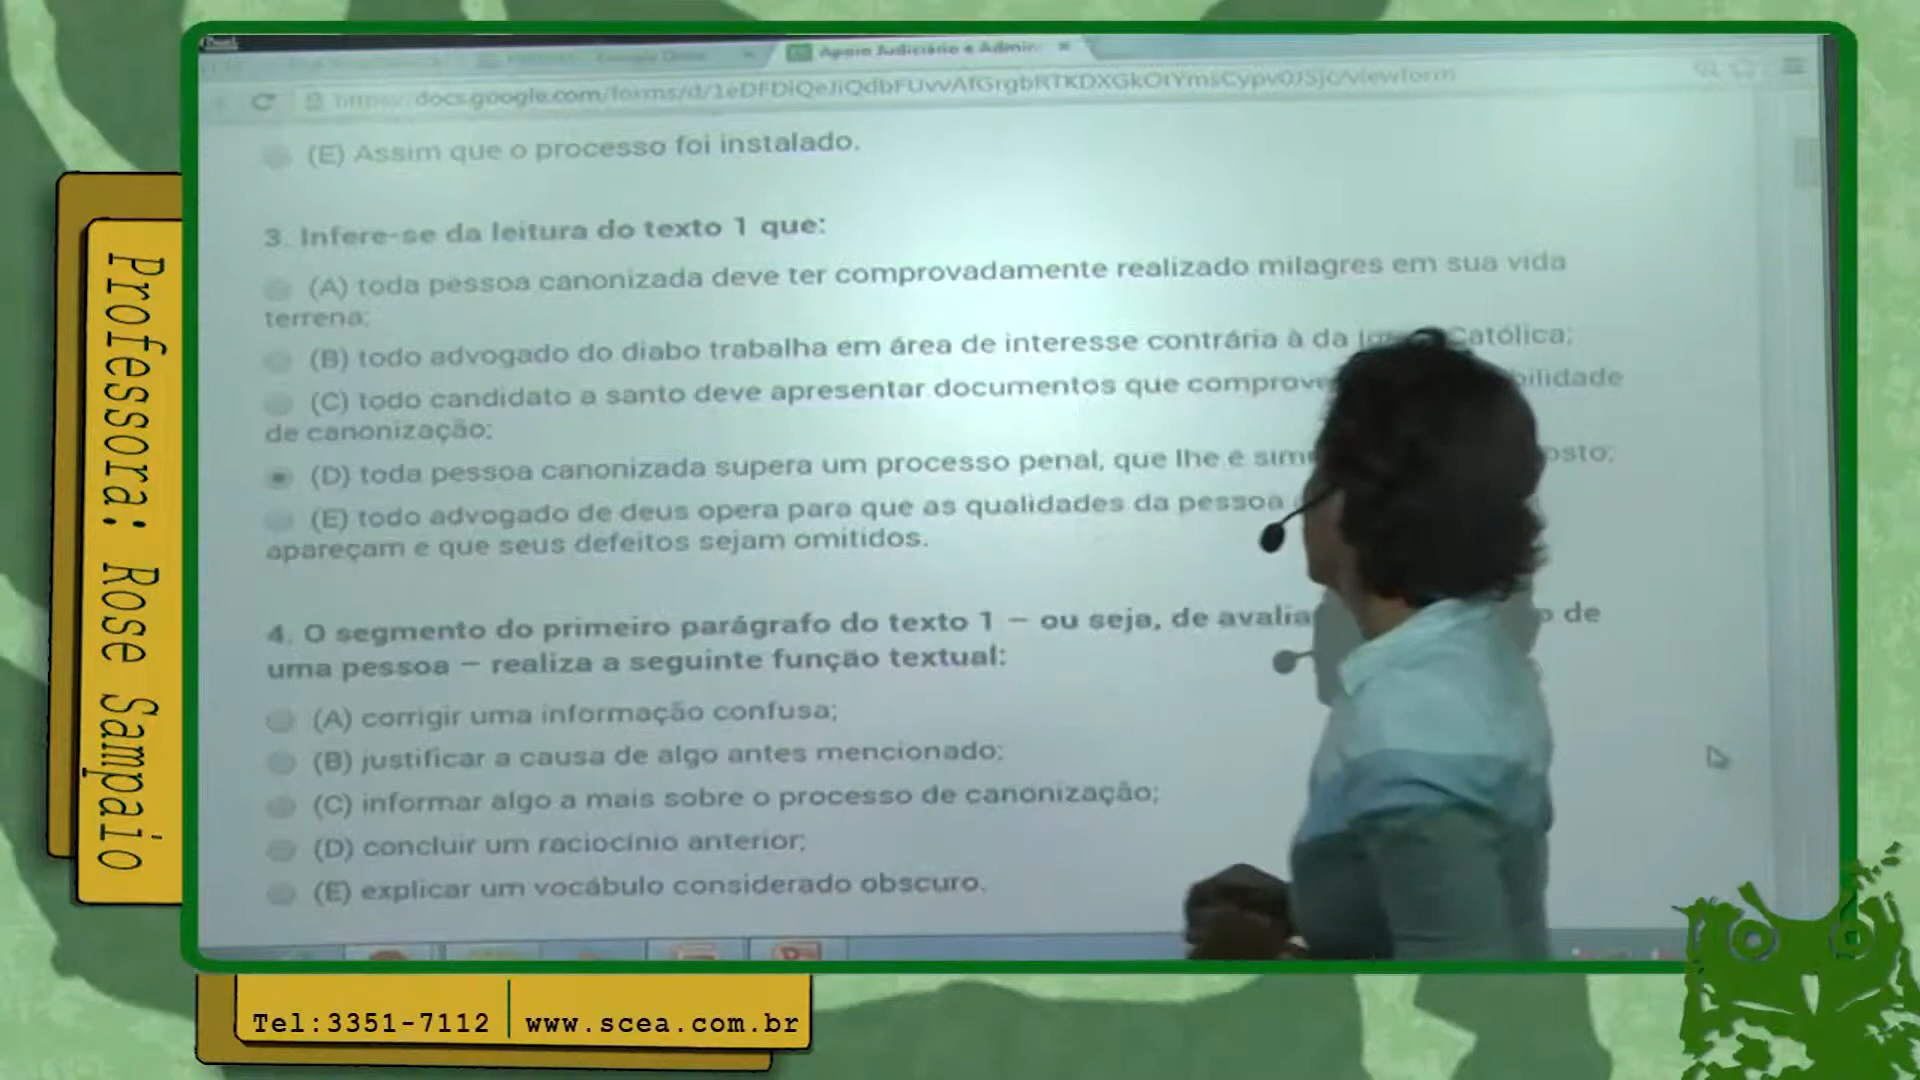 Apoio Judiciário e Admin
https://docs.google.com/forms/d/
/viewform
(E) Assim que o processo foi instalado.
3. Infere-se da leitura do texto 1 que:
(A) toda pessoa canonizada deve ter comprovadamente realizado milagres em sua vida
terrena;
(B) todo advogado do diabo trabalha em área de interesse contrária à da Católica;
(C) todo candidato a santo deve apresentar documentos que
de canonização;
(D) toda pessoa canonizada supera um processo penal, que lhe é
(E) todo advogado de deus opera para que as qualidades da pessoa
apareçam e que seus defeitos sejam omitidos.
4. O segmento do primeiro parágrafo do texto 1 – ou seja, de de
uma pessoa – realiza a seguinte função textual:
(A) corrigir uma informação confusa;
(B) justificar a causa de algo antes mencionado;
(C) informar algo a mais sobre o processo de canonização;
(D) concluir um raciocínio anterior;
(E) explicar um vocábulo considerado obscuro.
Professora: Rose Sampaio
Tel:3351-7112 www.scea.com.br